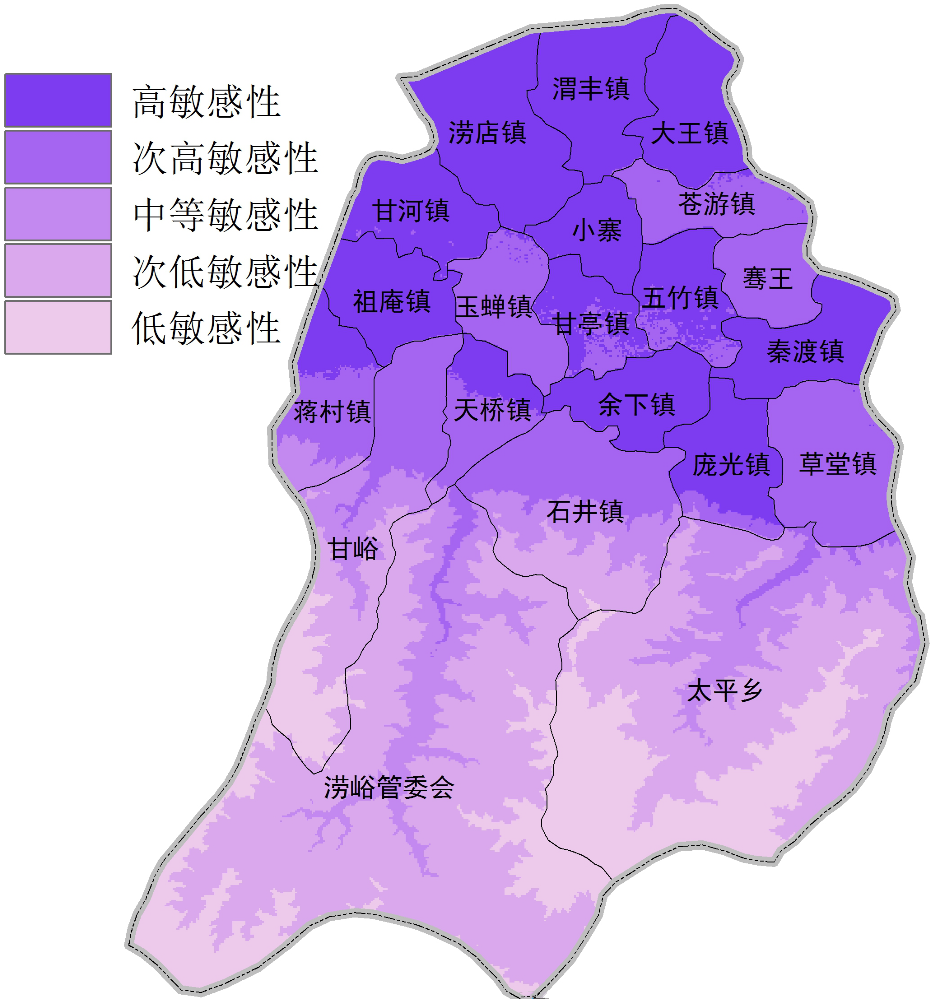 高敏感性
次高敏感性
中等敏感性
次低敏感性
低敏感性
渭丰镇
涝店镇
大王镇
苍游镇
甘河镇
小寨
骞王
祖庵镇
玉蝉镇
五竹镇
甘亭镇
秦渡镇
蒋村镇
天桥镇
余下镇
庞光镇
草堂镇
石井镇
甘峪
太平乡
涝峪管委会